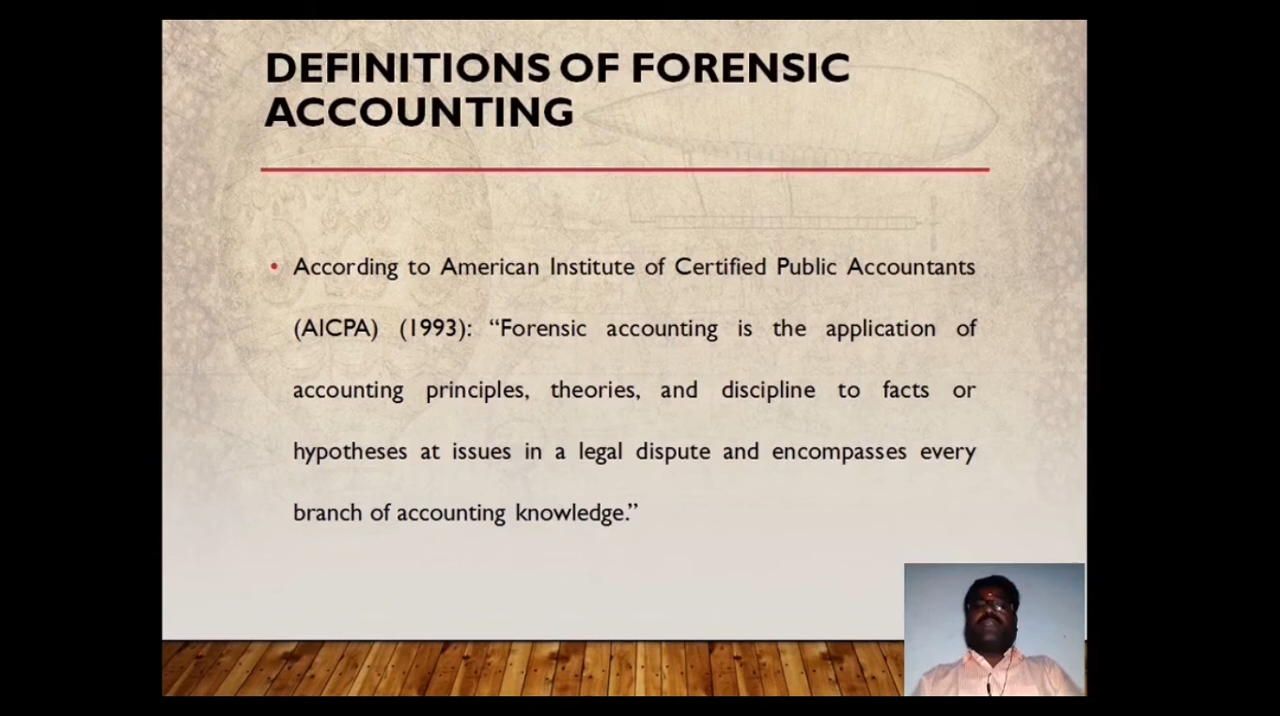 DEFINITIONS OF FORENSIC
ACCOUNTING
• According to American Institute of Certified Public Accountants
(AICPA) (1993): “Forensic accounting is the application of
accounting principles, theories, and discipline to facts or
hypotheses at issues in a legal dispute and encompasses every
branch of accounting knowledge.”